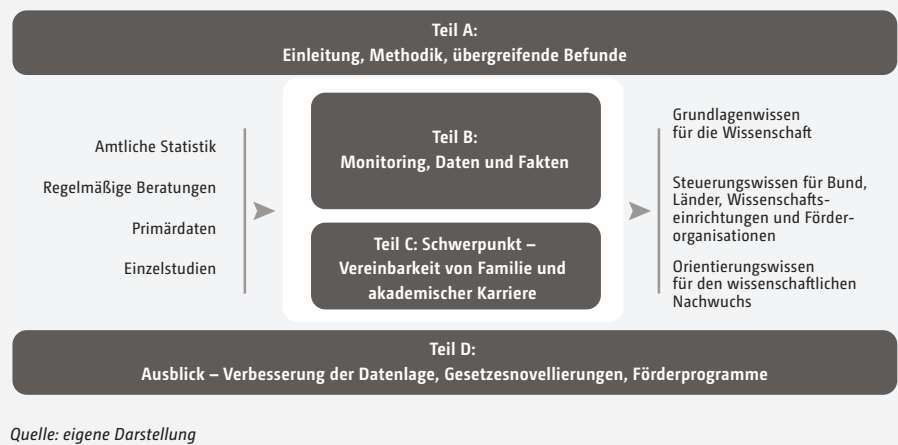 Teil A:
Einleitung, Methodik, übergreifende Befunde
Amtliche Statistik
Regelmäßige Beratungen
Primärdaten
Einzelstudien
Teil B:
Monitoring, Daten und Fakten
Teil C: Schwerpunkt –
Vereinbarkeit von Familie und
akademischer Karriere
Grundlagenwissen
für die Wissenschaft
Steuerungswissen für Bund,
Länder, Wissenschafts-
einrichtungen und Förder-
organisationen
Orientierungswissen
für den wissenschaftlichen
Nachwuchs
Teil D:
Ausblick – Verbesserung der Datenlage, Gesetzesnovellierungen, Förderprogramme
Quelle: eigene Darstellung